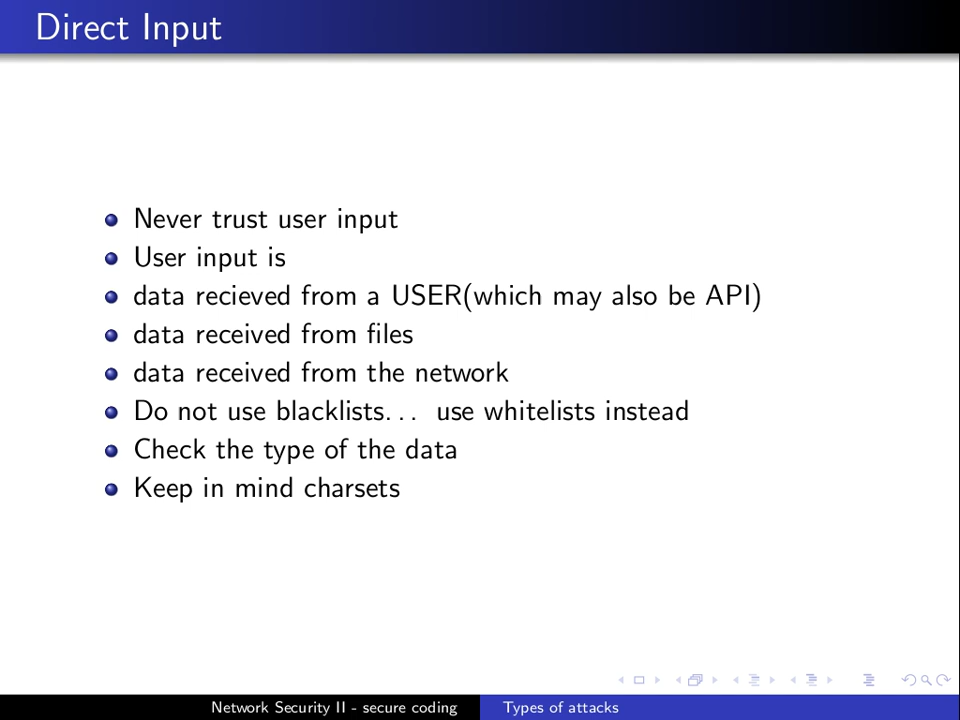 Direct Input
Never trust user input
User input is
data recieved from a USER(which may also be API)
data received from files
data received from the network
Do not use blacklists... use whitelists instead
Check the type of the data
Keep in mind charsets
Network Security II - secure coding
Types of attacks